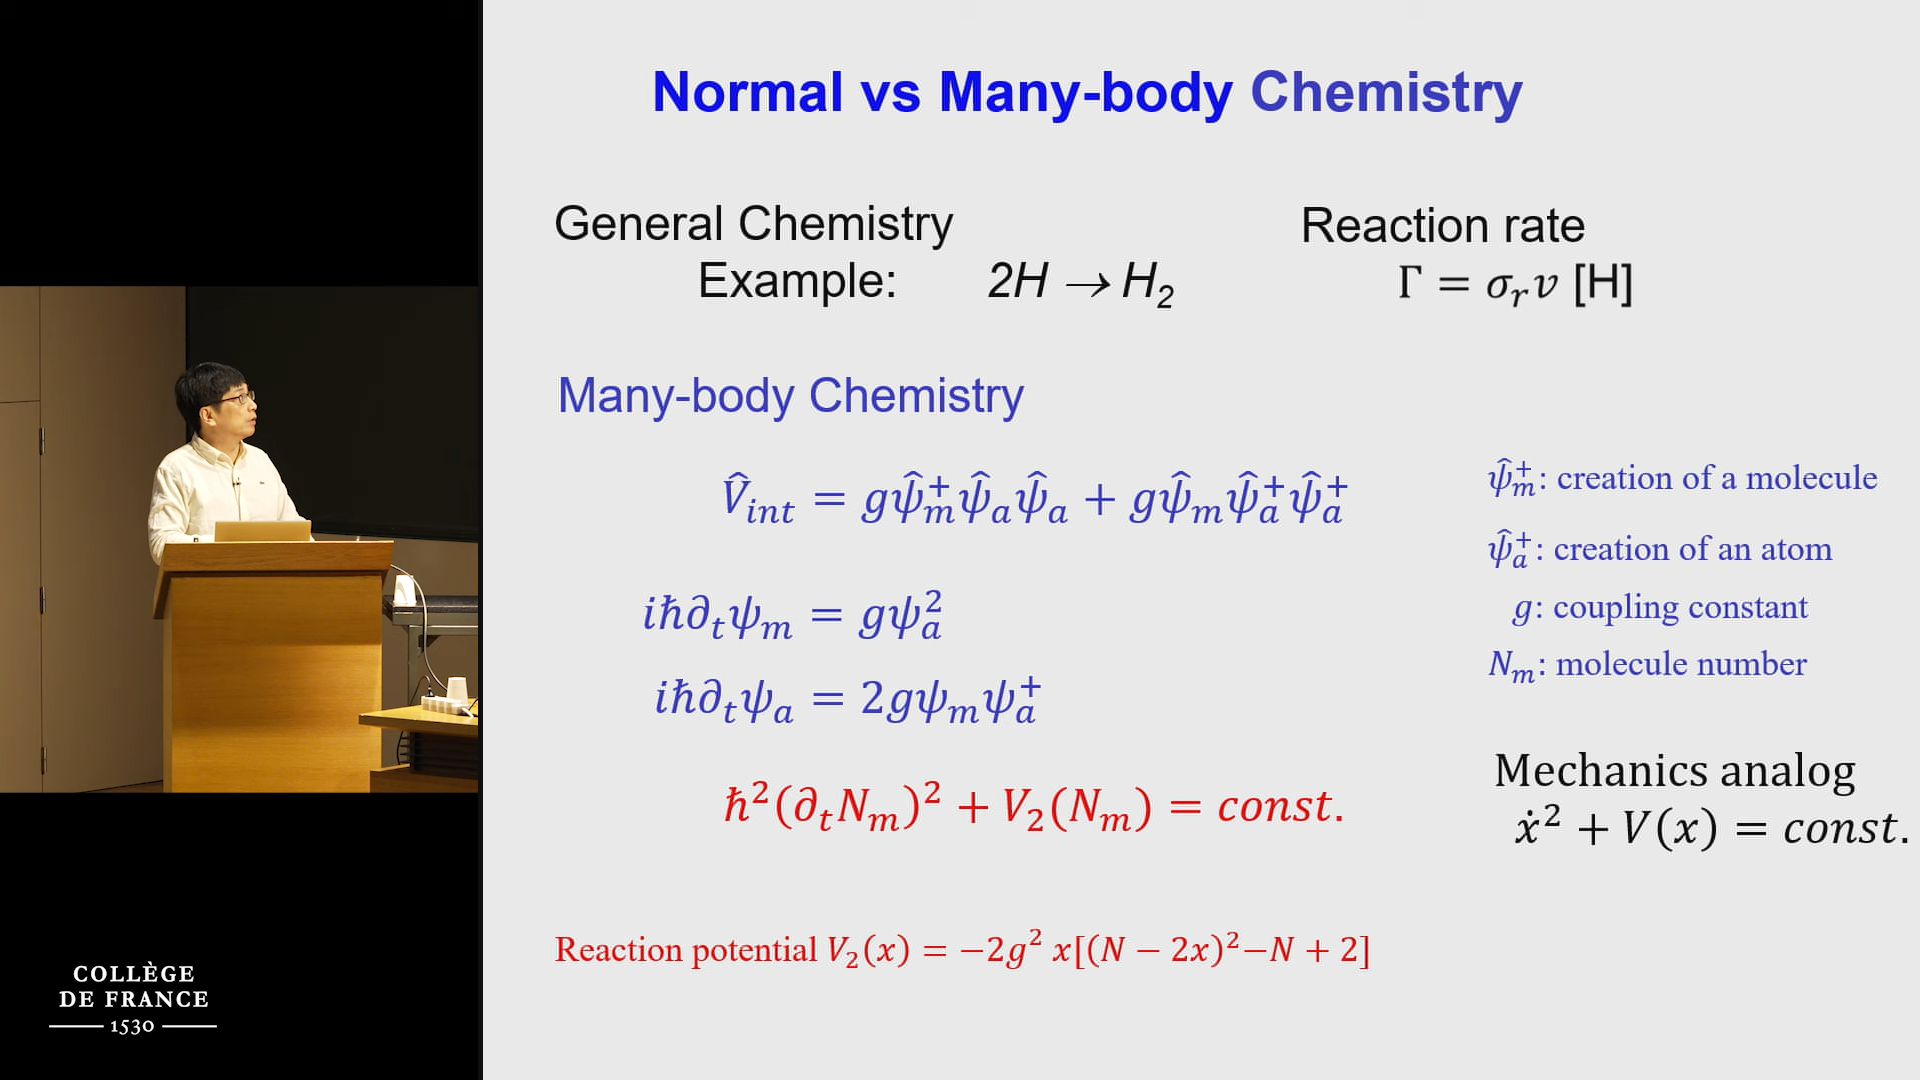 Normal vs Many-body Chemistry
General Chemistry
Reaction rate
Example: 2H → H₂
Γ = σᵣv [H]
Many-body Chemistry
V̂_int = gψ̂_m⁺ψ̂_aψ̂_a + gψ̂_mψ̂_a⁺ψ̂_a⁺
iħ∂_tψ_m = gψ_a²
iħ∂_tψ_a = 2gψ_mψ_a⁺
ħ²(∂_tN_m)² + V₂(N_m) = const.
Reaction potential V₂(x) = −2g² x[(N − 2x)²−N + 2]
ψ̂_m⁺: creation of a molecule
ψ̂_a⁺: creation of an atom
g: coupling constant
N_m: molecule number
Mechanics analog
ẋ² + V(x) = const.
COLLÈGE
DE FRANCE
1530